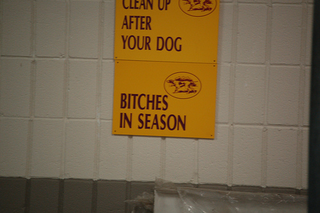 CLEAN UP
AFTER
YOUR DOG
BITCHES
IN SEASON